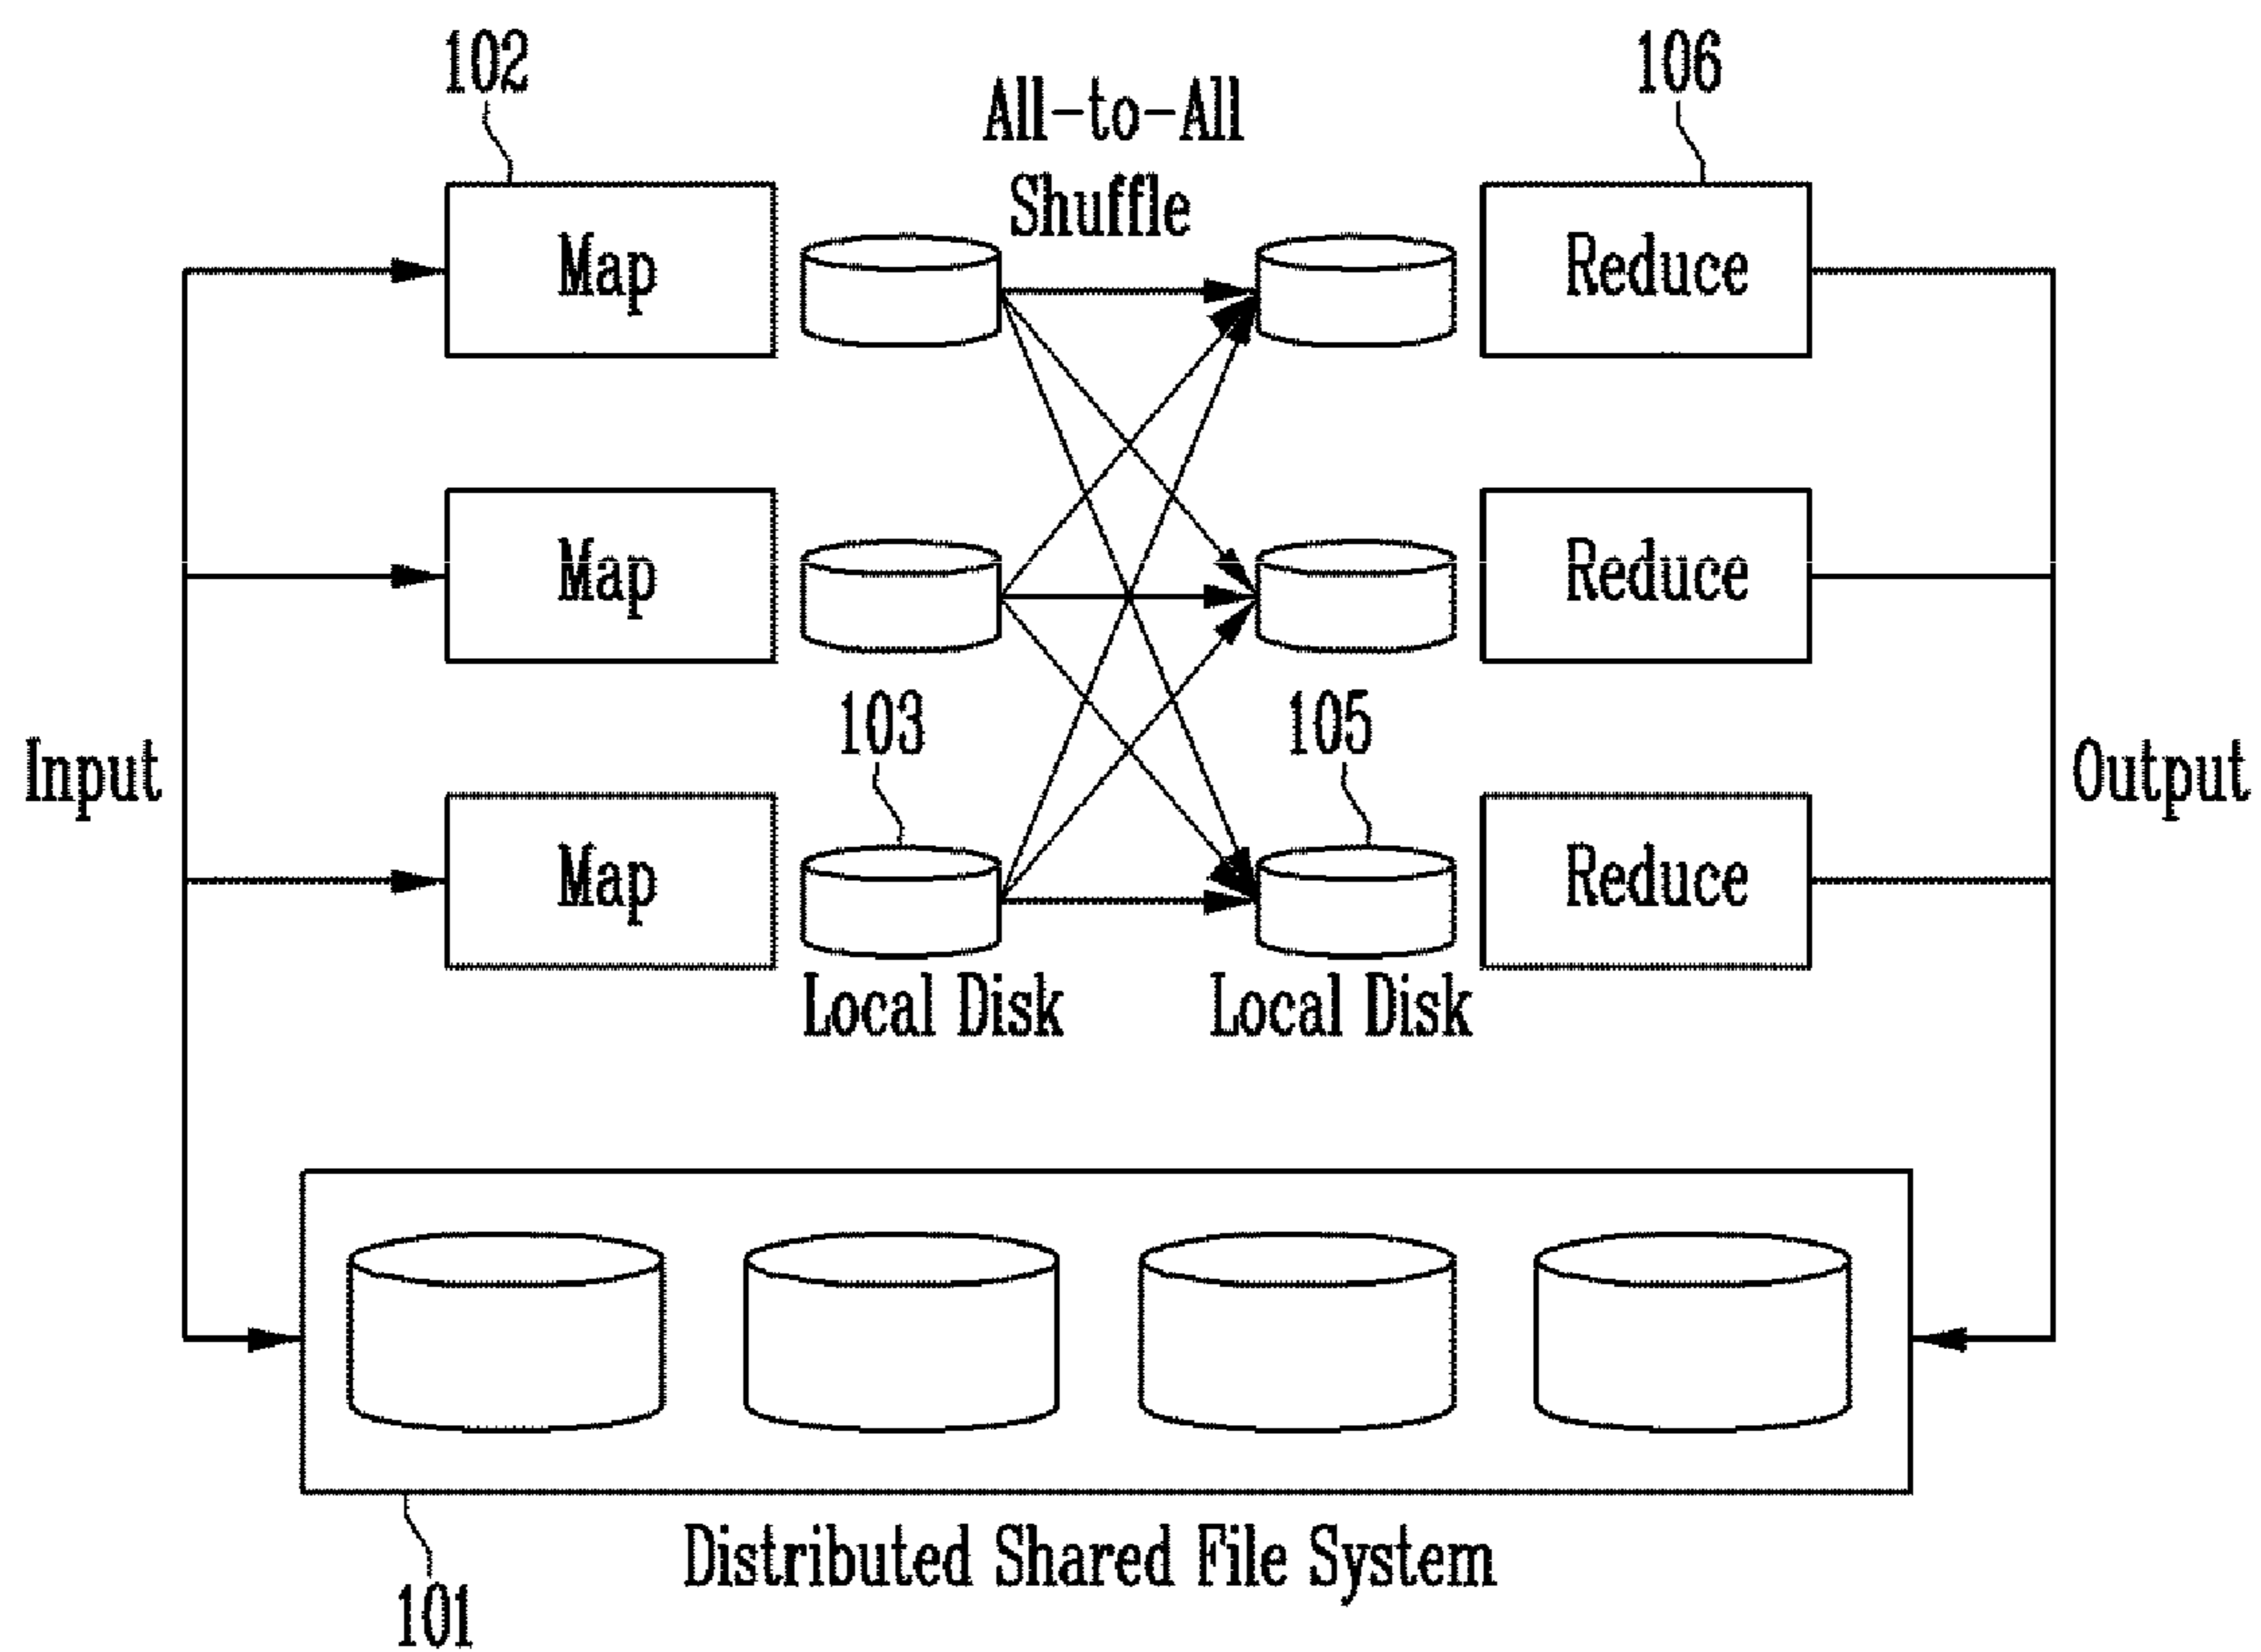 102
All-to-All
Shuffle
106
Map
Reduce
Map
Reduce
103
105
Input
Output
Map
Reduce
Local Disk
Local Disk
Distributed Shared File System
101